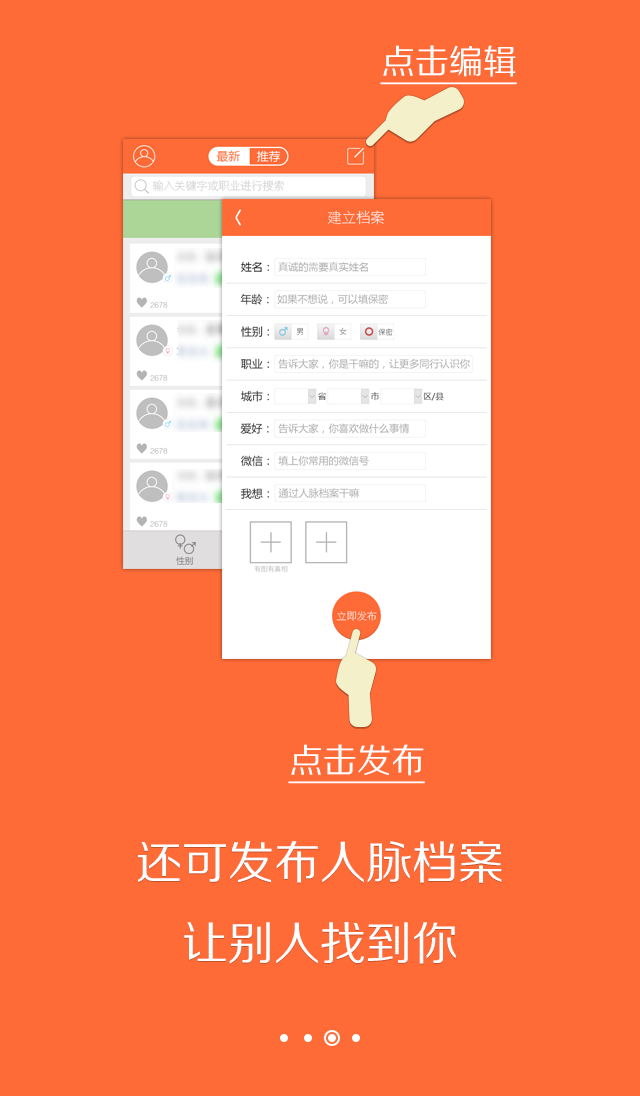 点击编辑
最新 推荐
输入关键字或职业进行搜索
建立档案
姓名： 真诚的需要真实姓名
年龄： 如果不想说，可以填保密
性别： 男 女 保密
职业： 告诉大家，你是干嘛的，让更多同行认识你
城市： 省 市 区/县
爱好： 告诉大家，你喜欢做什么事情
微信： 填上你常用的微信号
我想： 通过人脉档案干嘛
有图有真相
立即发布
2678
2678
2678
2678
性别
点击发布
还可发布人脉档案
让别人找到你